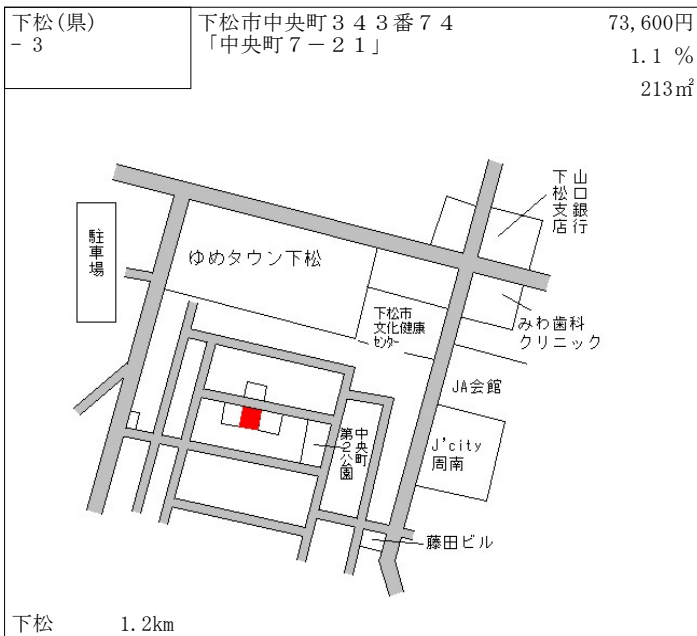 下松(県)
- 3
下松市中央町３４３番７４
「中央町７－２１」
73,600円
1.1 %
213㎡
山口銀行
下松支店
駐車場
ゆめタウン下松
下松市
文化健康
ｾﾝﾀｰ
みわ歯科
クリニック
JA会館
J'city
周南
中央町
第２公園
藤田ビル
下松 1.2km